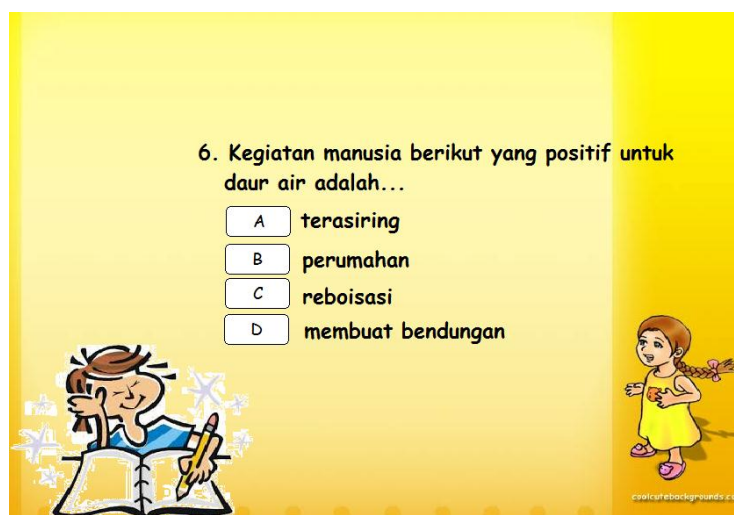 6. Kegiatan manusia berikut yang positif untuk
daur air adalah...
A terasiring
B perumahan
C reboisasi
D membuat bendungan